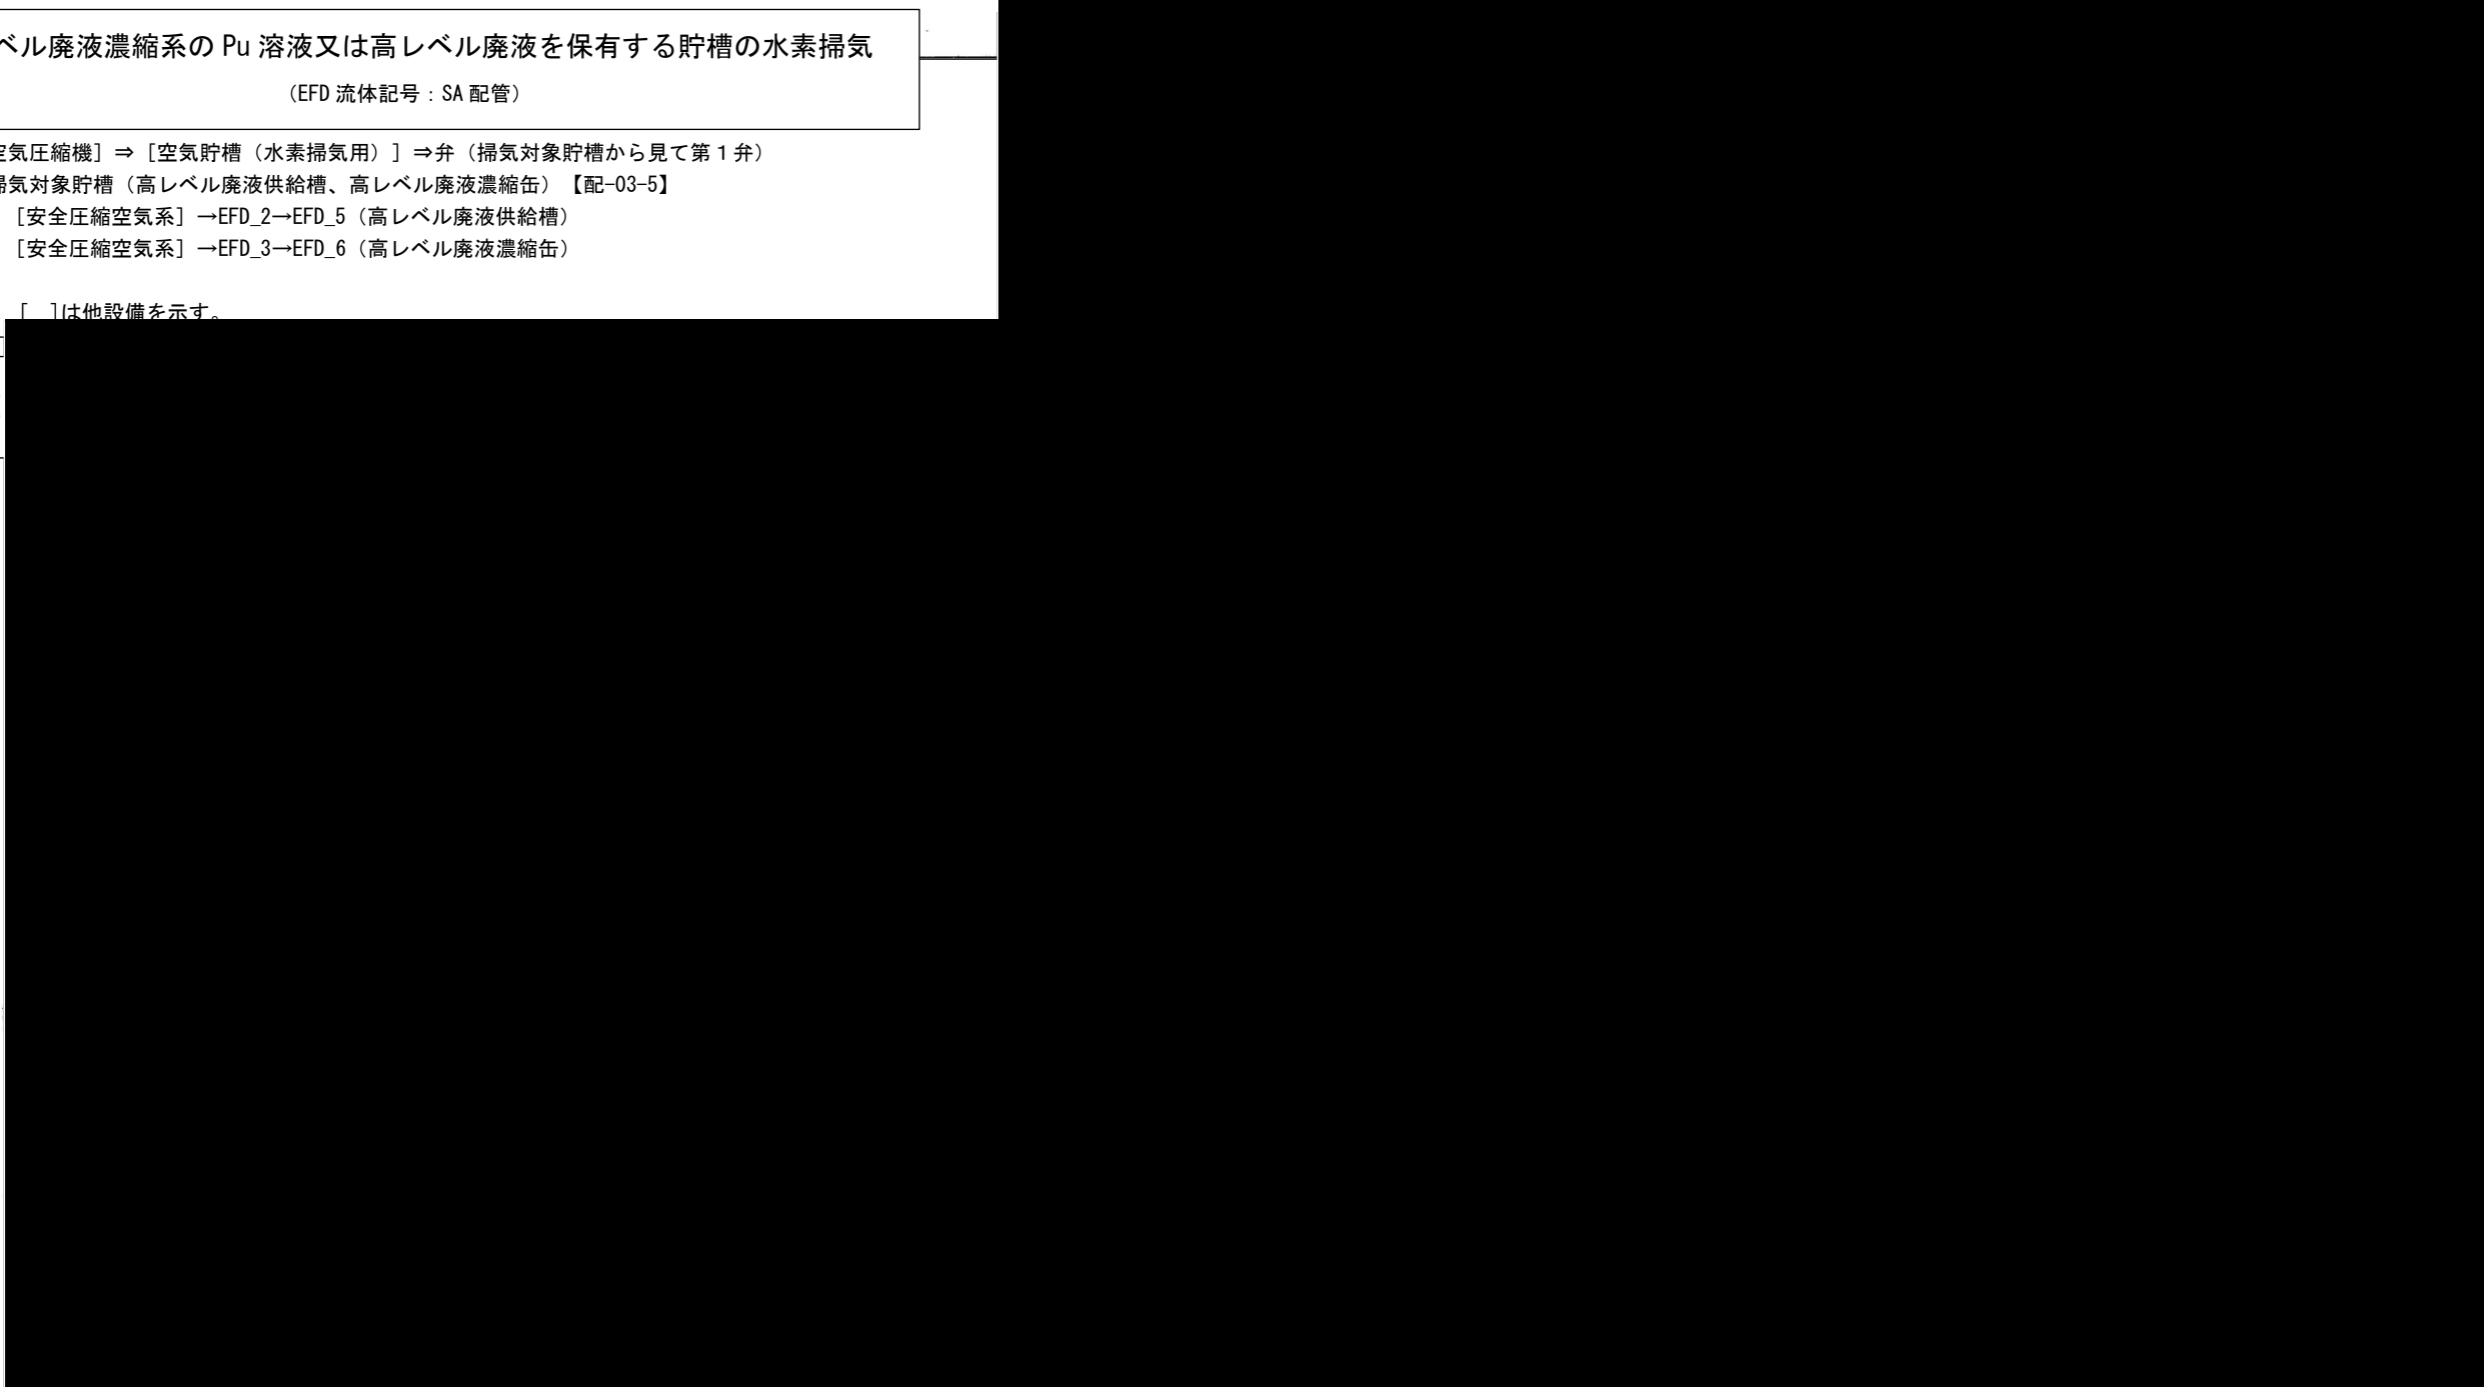 ベル廃液濃縮系の Pu 溶液又は高レベル廃液を保有する貯槽の水素掃気
（EFD 流体記号：SA 配管）
空気圧縮機］⇒［空気貯槽（水素掃気用）］⇒弁（掃気対象貯槽から見て第１弁）
掃気対象貯槽（高レベル廃液供給槽、高レベル廃液濃縮缶）【配-03-5】
［安全圧縮空気系］→EFD_2→EFD_5（高レベル廃液供給槽）
［安全圧縮空気系］→EFD_3→EFD_6（高レベル廃液濃縮缶）
［　］は他設備を示す。